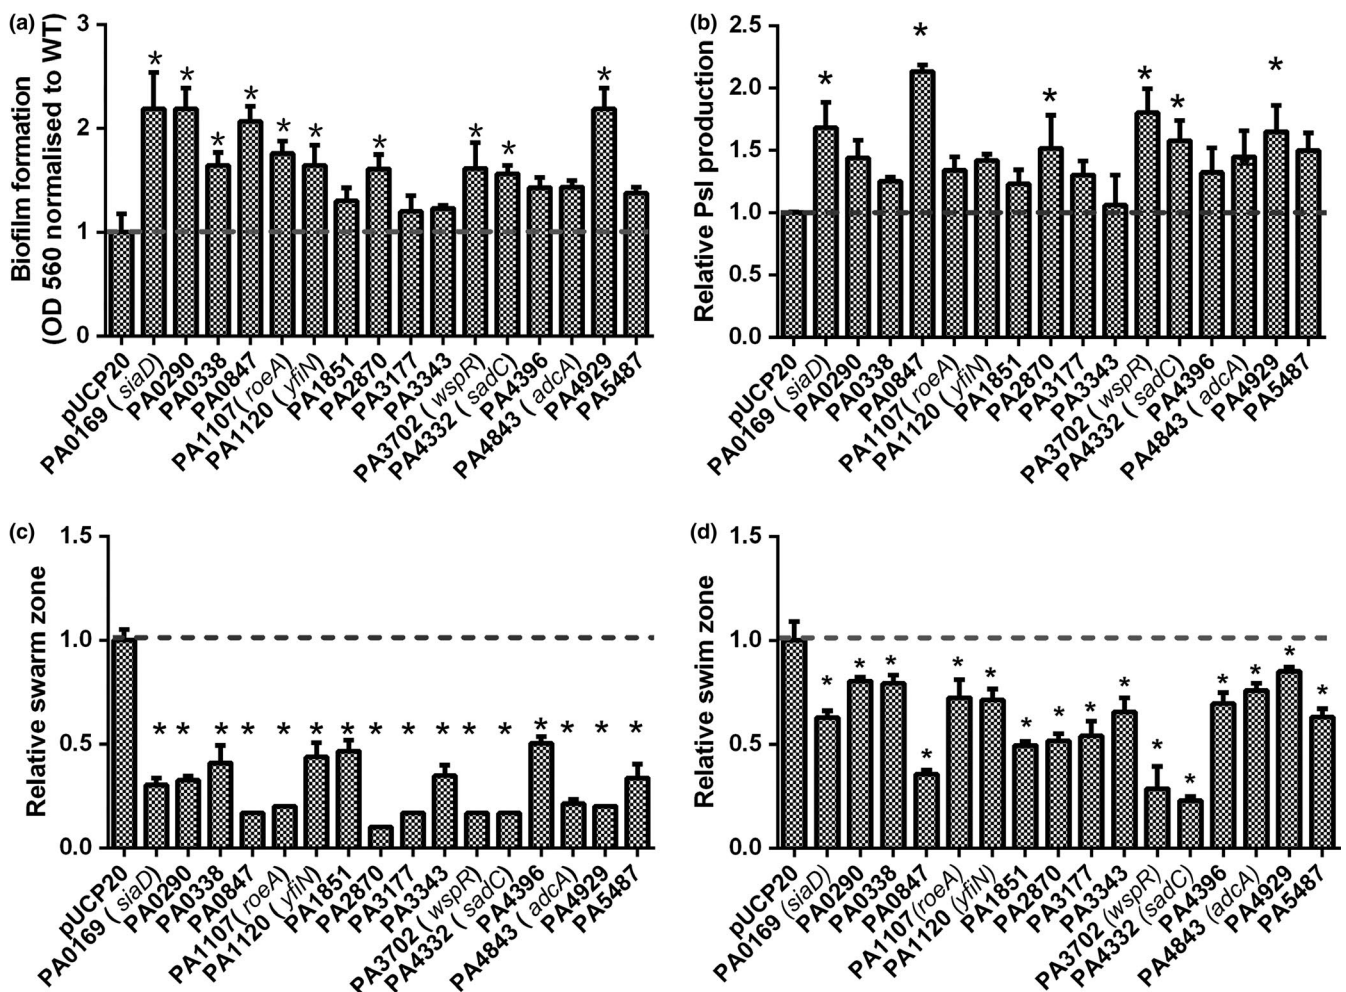 (a)
Biofilm formation
(OD 560 normalised to WT)
3
2
1
0
* * * * * * * * * *
pUCP20
PA0169 ( siaD)
PA0290
PA0338
PA0847
PA1107( roeA)
PA1120 ( yfiN)
PA1851
PA2870
PA3177
PA3343
PA3702 ( wspR)
PA4332 ( sadC)
PA4396
PA4843 ( adcA)
PA4929
PA5487
(b)
Relative Psl production
2.5
2.0
1.5
1.0
0.5
0.0
* * * * * *
pUCP20
PA0169 ( siaD)
PA0290
PA0338
PA0847
PA1107( roeA)
PA1120 ( yfiN)
PA1851
PA2870
PA3177
PA3343
PA3702 ( wspR)
PA4332 ( sadC)
PA4396
PA4843 ( adcA)
PA4929
PA5487
(c)
Relative swarm zone
1.5
1.0
0.5
0.0
* * * * * * * * * * * * * * * *
pUCP20
PA0169 ( siaD)
PA0290
PA0338
PA0847
PA1107( roeA)
PA1120 ( yfiN)
PA1851
PA2870
PA3177
PA3343
PA3702 ( wspR)
PA4332 ( sadC)
PA4396
PA4843 ( adcA)
PA4929
PA5487
(d)
Relative swim zone
1.5
1.0
0.5
0.0
* * * * * * * * * * * * * * * *
pUCP20
PA0169 (siaD)
PA0290
PA0338
PA0847
PA1107(roeA)
PA1120 (yfiN)
PA1851
PA2870
PA3177
PA3343
PA3702 (wspR)
PA4332 (sadC)
PA4396
PA4843 (adcA)
PA4929
PA5487